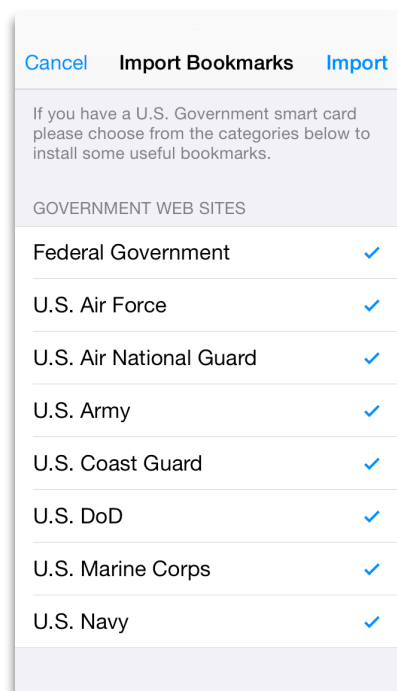 Cancel Import Bookmarks Import
If you have a U.S. Government smart card
please choose from the categories below to
install some useful bookmarks.
GOVERNMENT WEB SITES
Federal Government
U.S. Air Force
U.S. Air National Guard
U.S. Army
U.S. Coast Guard
U.S. DoD
U.S. Marine Corps
U.S. Navy